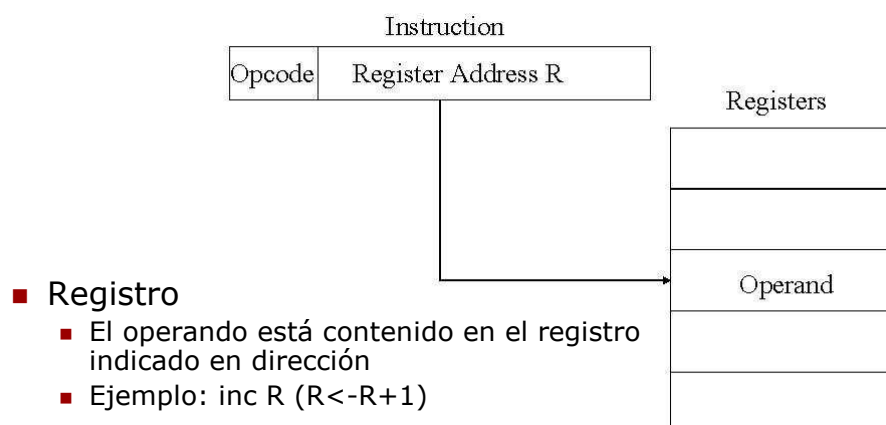 Instruction
Opcode Register Address R
Registers
Operand
Registro
El operando está contenido en el registro
indicado en dirección
Ejemplo: inc R (R<-R+1)